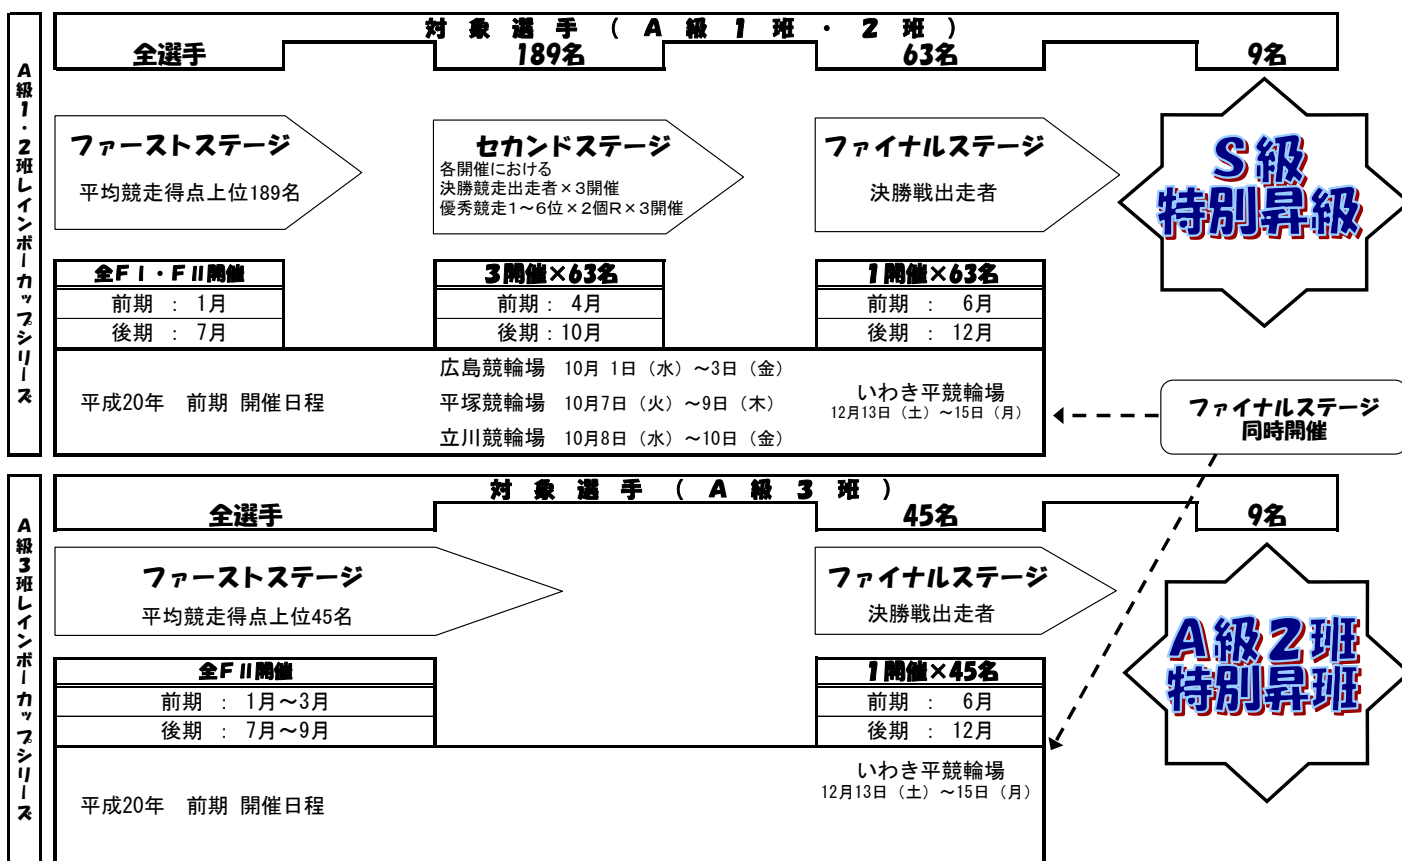 対象選手（A級1班・2班）
全選手 189名 63名 9名
A級1・2班レインボーカップシリーズ
ファーストステージ
平均競走得点上位189名
セカンドステージ
各開催における
決勝競走出走者×3開催
優秀競走1～6位×2個R×3開催
ファイナルステージ
決勝戦出走者
S級
特別昇級
全FⅠ・FⅡ開催
前期 ： 1月
後期 ： 7月
3開催×63名
前期： 4月
後期：10月
1開催×63名
前期 ： 6月
後期 ： 12月
平成20年 前期 開催日程
広島競輪場 10月 1日（水）～3日（金）
平塚競輪場 10月7日（火）～9日（木）
立川競輪場 10月8日（水）～10日（金）
いわき平競輪場
12月13日（土）～15日（月）
ファイナルステージ
同時開催
対象選手（A級3班）
全選手 45名 9名
A級3班レインボーカップシリーズ
ファーストステージ
平均競走得点上位45名
ファイナルステージ
決勝戦出走者
A級2班
特別昇班
全FⅡ開催
前期 ： 1月～3月
後期 ： 7月～9月
1開催×45名
前期 ： 6月
後期 ： 12月
平成20年 前期 開催日程
いわき平競輪場
12月13日（土）～15日（月）